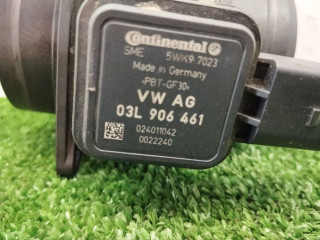 Continental
SME 5WK9 7023
Made in Germany
>PBT-GF30<
VW AG
03L 906 461
024011042
0022240